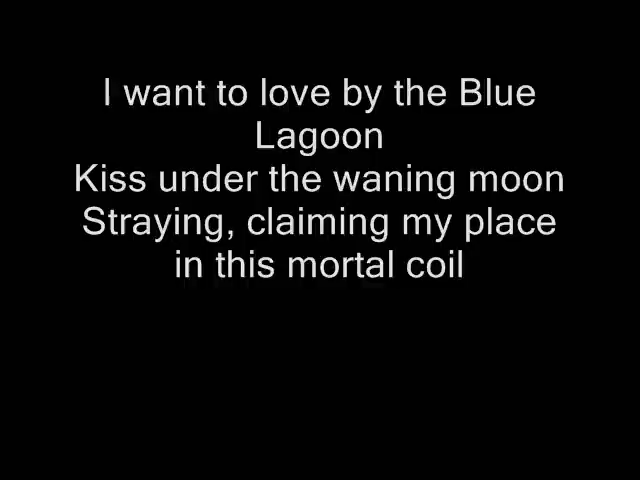 I want to love by the Blue
Lagoon
Kiss under the waning moon
Straying, claiming my place
in this mortal coil